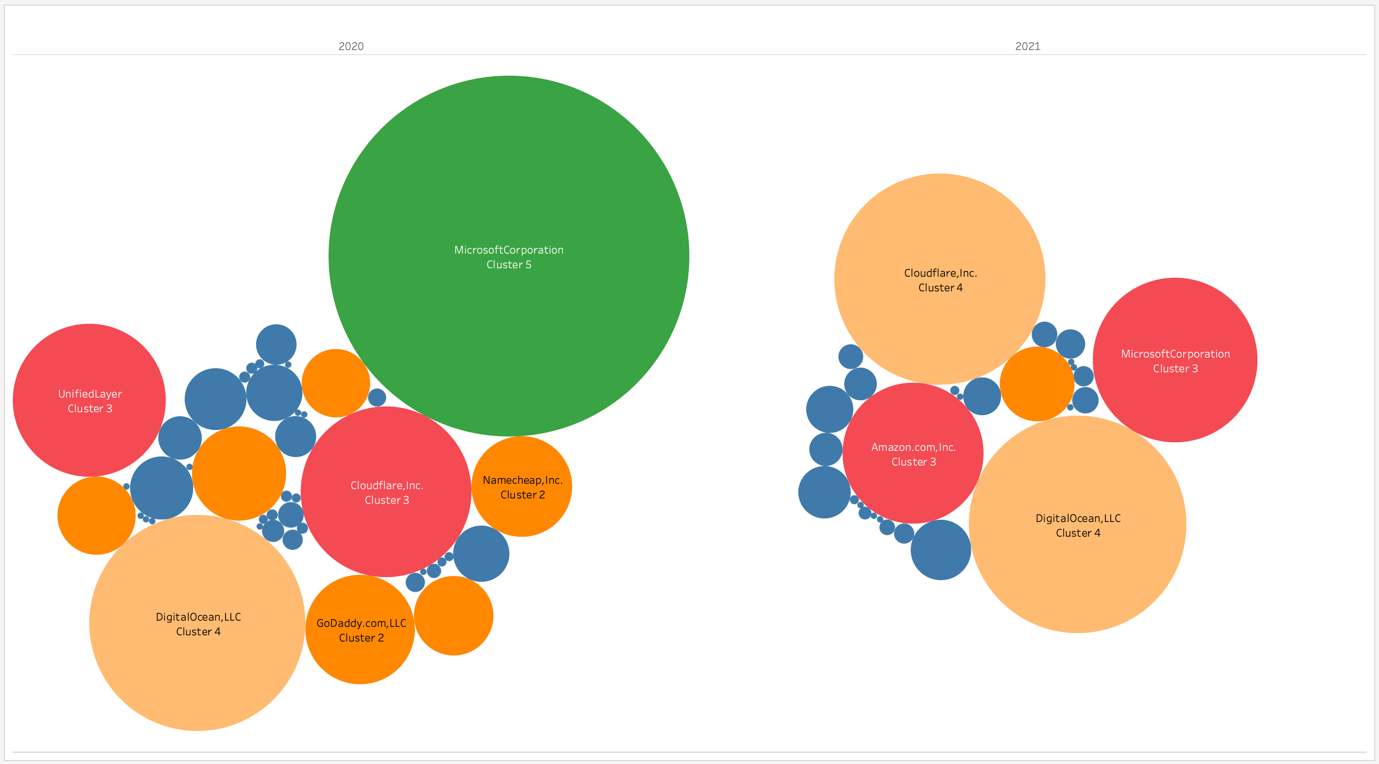 2020
2021
MicrosoftCorporation
Cluster 5
UnifiedLayer
Cluster 3
Cloudflare,Inc.
Cluster 3
Namecheap,Inc.
Cluster 2
DigitalOcean,LLC
Cluster 4
GoDaddy.com,LLC
Cluster 2
Cloudflare,Inc.
Cluster 4
MicrosoftCorporation
Cluster 3
Amazon.com,Inc.
Cluster 3
DigitalOcean,LLC
Cluster 4